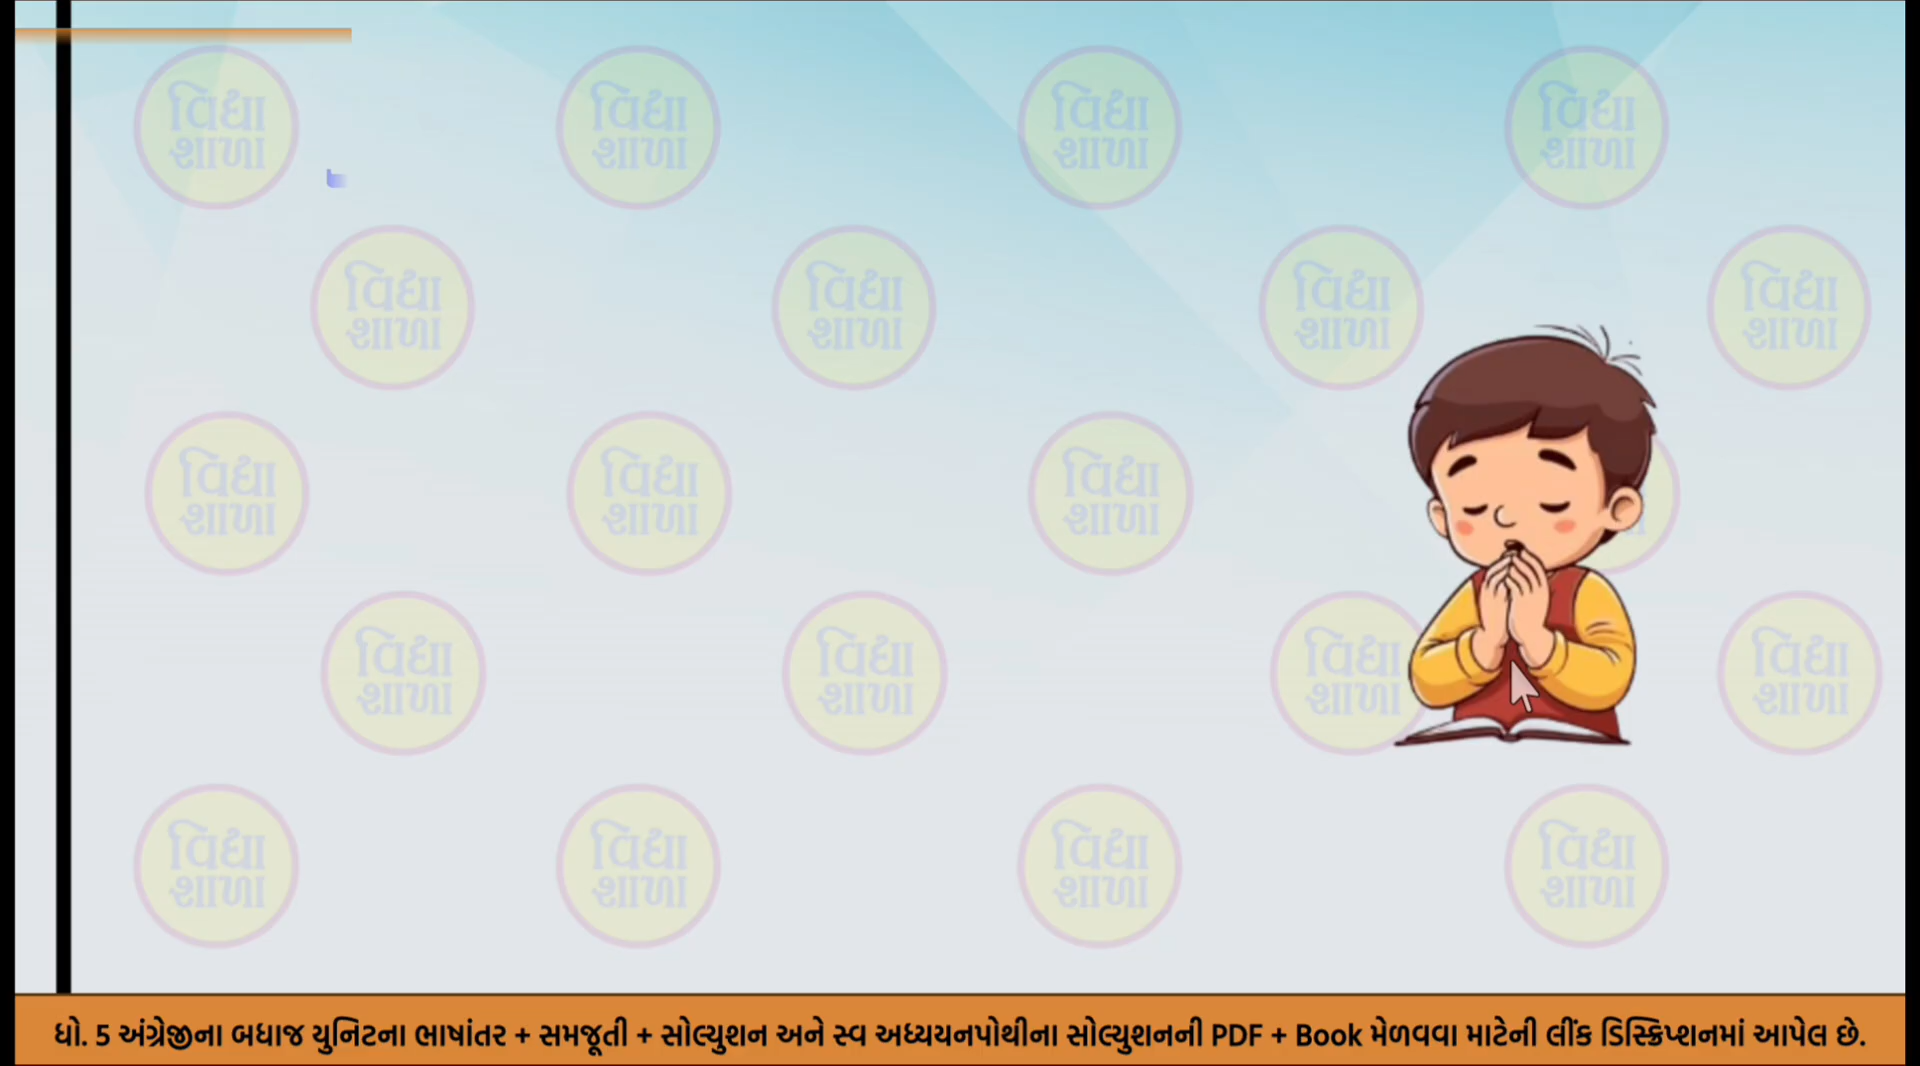 વિદ્યા
શાખા
વિદ્યા
શાખા
વિદ્યા
શાખા
વિદ્યા
શાખા
વિદ્યા
શાખા
વિદ્યા
શાખા
વિદ્યા
શાખા
વિદ્યા
શાખા
વિદ્યા
શાખા
વિદ્યા
શાખા
વિદ્યા
શાખા
વિદ્યા
શાખા
વિદ્યા
શાખા
વિદ્યા
શાખા
વિદ્યા
શાખા
વિદ્યા
શાખા
વિદ્યા
શાખા
વિદ્યા
શાખા
વિદ્યા
શાખા
ધો. 5 અંગ્રેજીના બધાજ યુનિટના ભાષાંતર + સમજૂતી + સોલ્યુશન અને સ્વ અધ્યયનપોથીના સોલ્યુશનની PDF + Book મેળવવા માટેની લીંક ડિસ્ક્રિપ્શનમાં આપેલ છે.